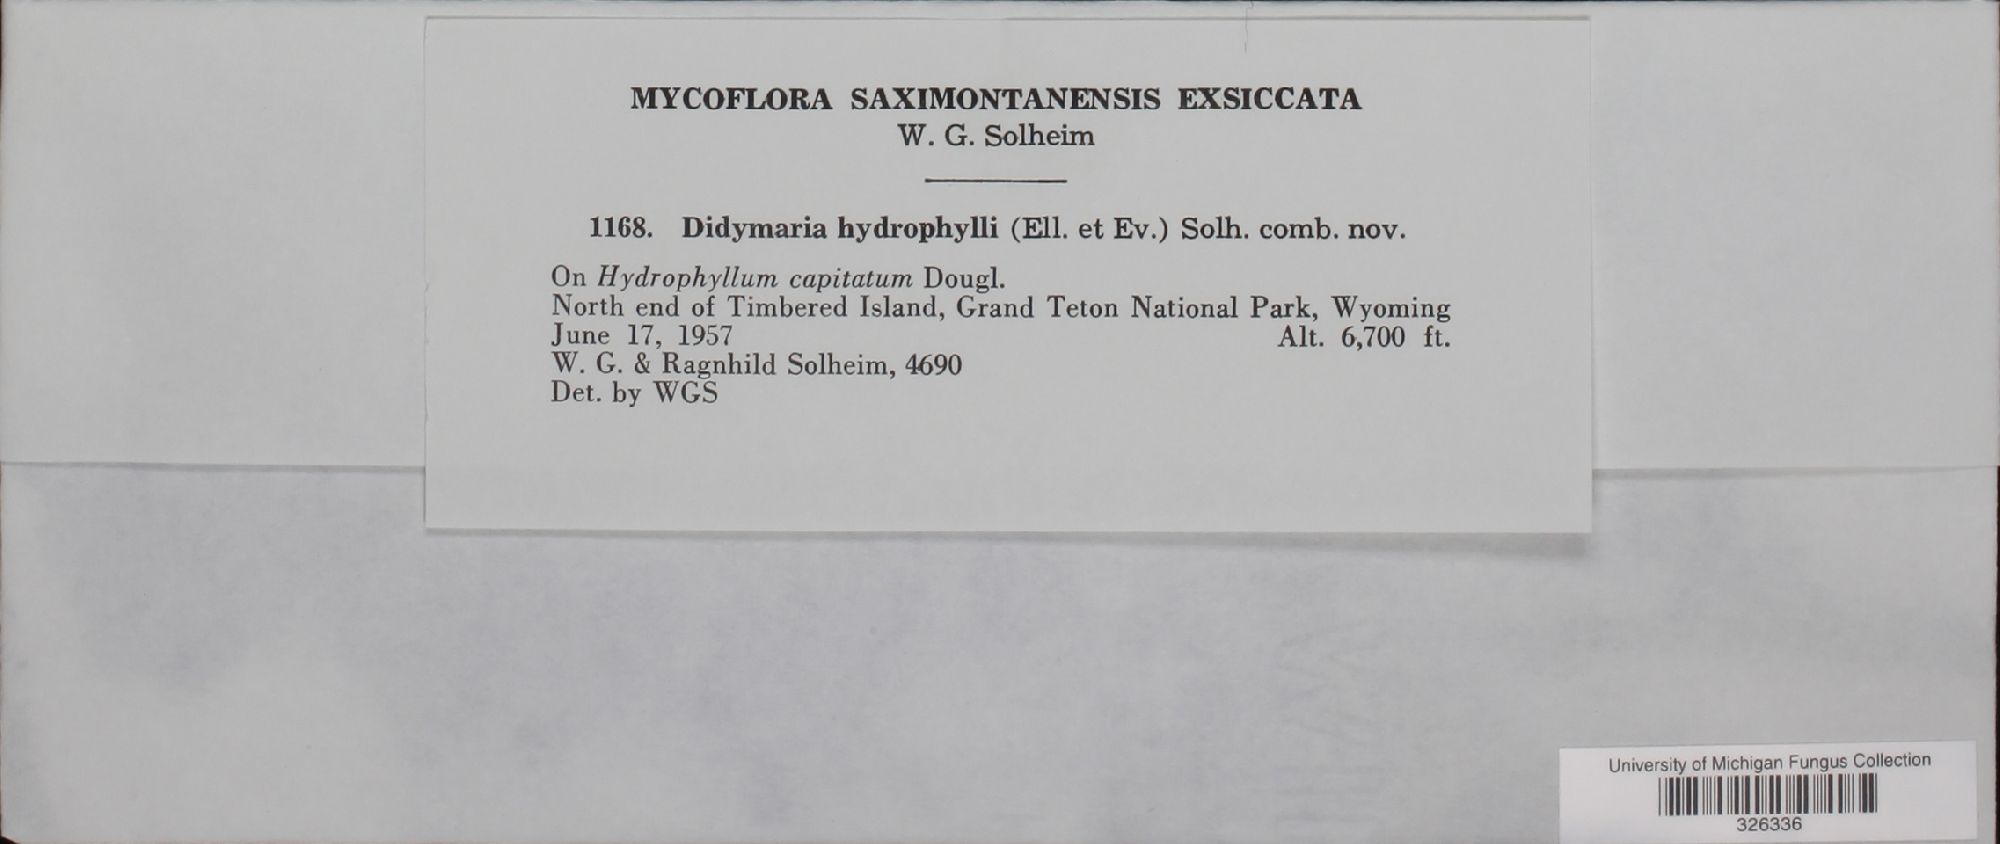 MYCOFLORA SAXIMONTANENSIS EXSICCATA
W. G. Solheim
1168. Didymaria hydrophylli (Ell. et Ev.) Solh. comb. nov.
On Hydrophyllum capitatum Dougl.
North end of Timbered Island, Grand Teton National Park, Wyoming
June 17, 1957 Alt. 6,700 ft.
W. G. & Ragnhild Solheim, 4690
Det. by WGS
University of Michigan Fungus Collection
326336